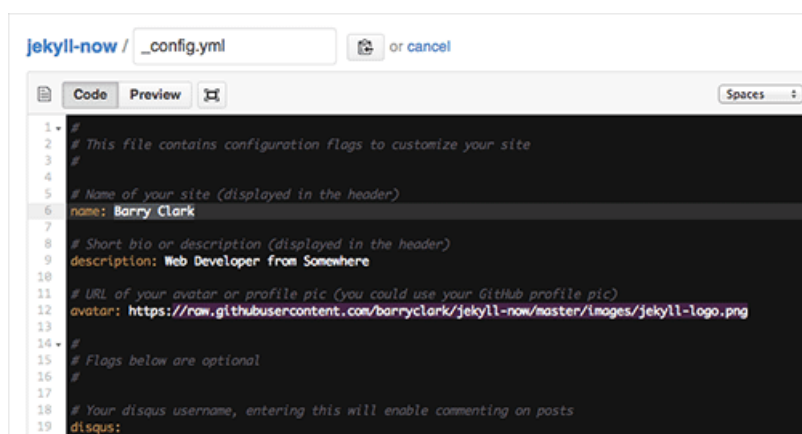 jekyll-now / _config.yml or cancel
Code Preview Spaces
1 #
2 # This file contains configuration flags to customize your site
3 #
4
5 # Name of your site (displayed in the header)
6 name: Barry Clark
7
8 # Short bio or description (displayed in the header)
9 description: Web Developer from Somewhere
10
11 # URL of your avatar or profile pic (you could use your GitHub profile pic)
12 avatar: https://raw.githubusercontent.com/barryclark/jekyll-now/master/images/jekyll-logo.png
13
14 #
15 # Flags below are optional
16 #
17
18 # Your disqus username, entering this will enable commenting on posts
19 disqus: